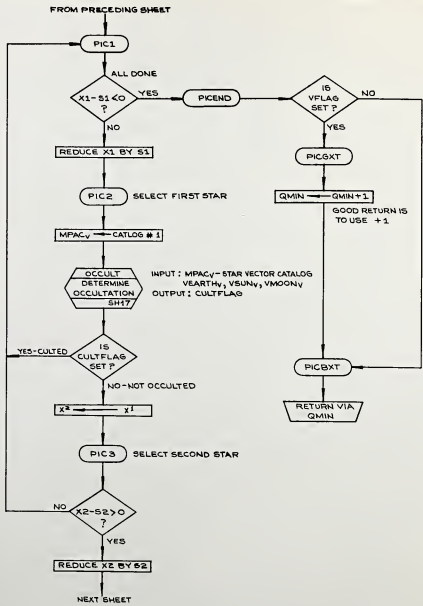 FROM PRECEDING SHEET
PIC1
ALL DONE
X1-S1<0
?
YES
NO
PICEND
IS
VFLAG
SET ?
NO
YES
REDUCE X1 BY S1
PICGXT
PIC2
SELECT FIRST STAR
QMIN ← QMIN+1
GOOD RETURN IS
TO USE +1
MPACV ← CATLOG # 1
OCCULT
DETERMINE
OCCULTATION
SH17
INPUT : MPACV - STAR VECTOR CATALOG
VEARTHV, VSUNV, VMOONV
OUTPUT : CULTFLAG
YES-CULTED
IS
CULTFLAG
SET ?
NO-NOT OCCULTED
PICBXT
X2 ← X1
RETURN VIA
QMIN
PIC3
SELECT SECOND STAR
NO
X2-S2>0
?
YES
REDUCE X2 BY S2
NEXT SHEET